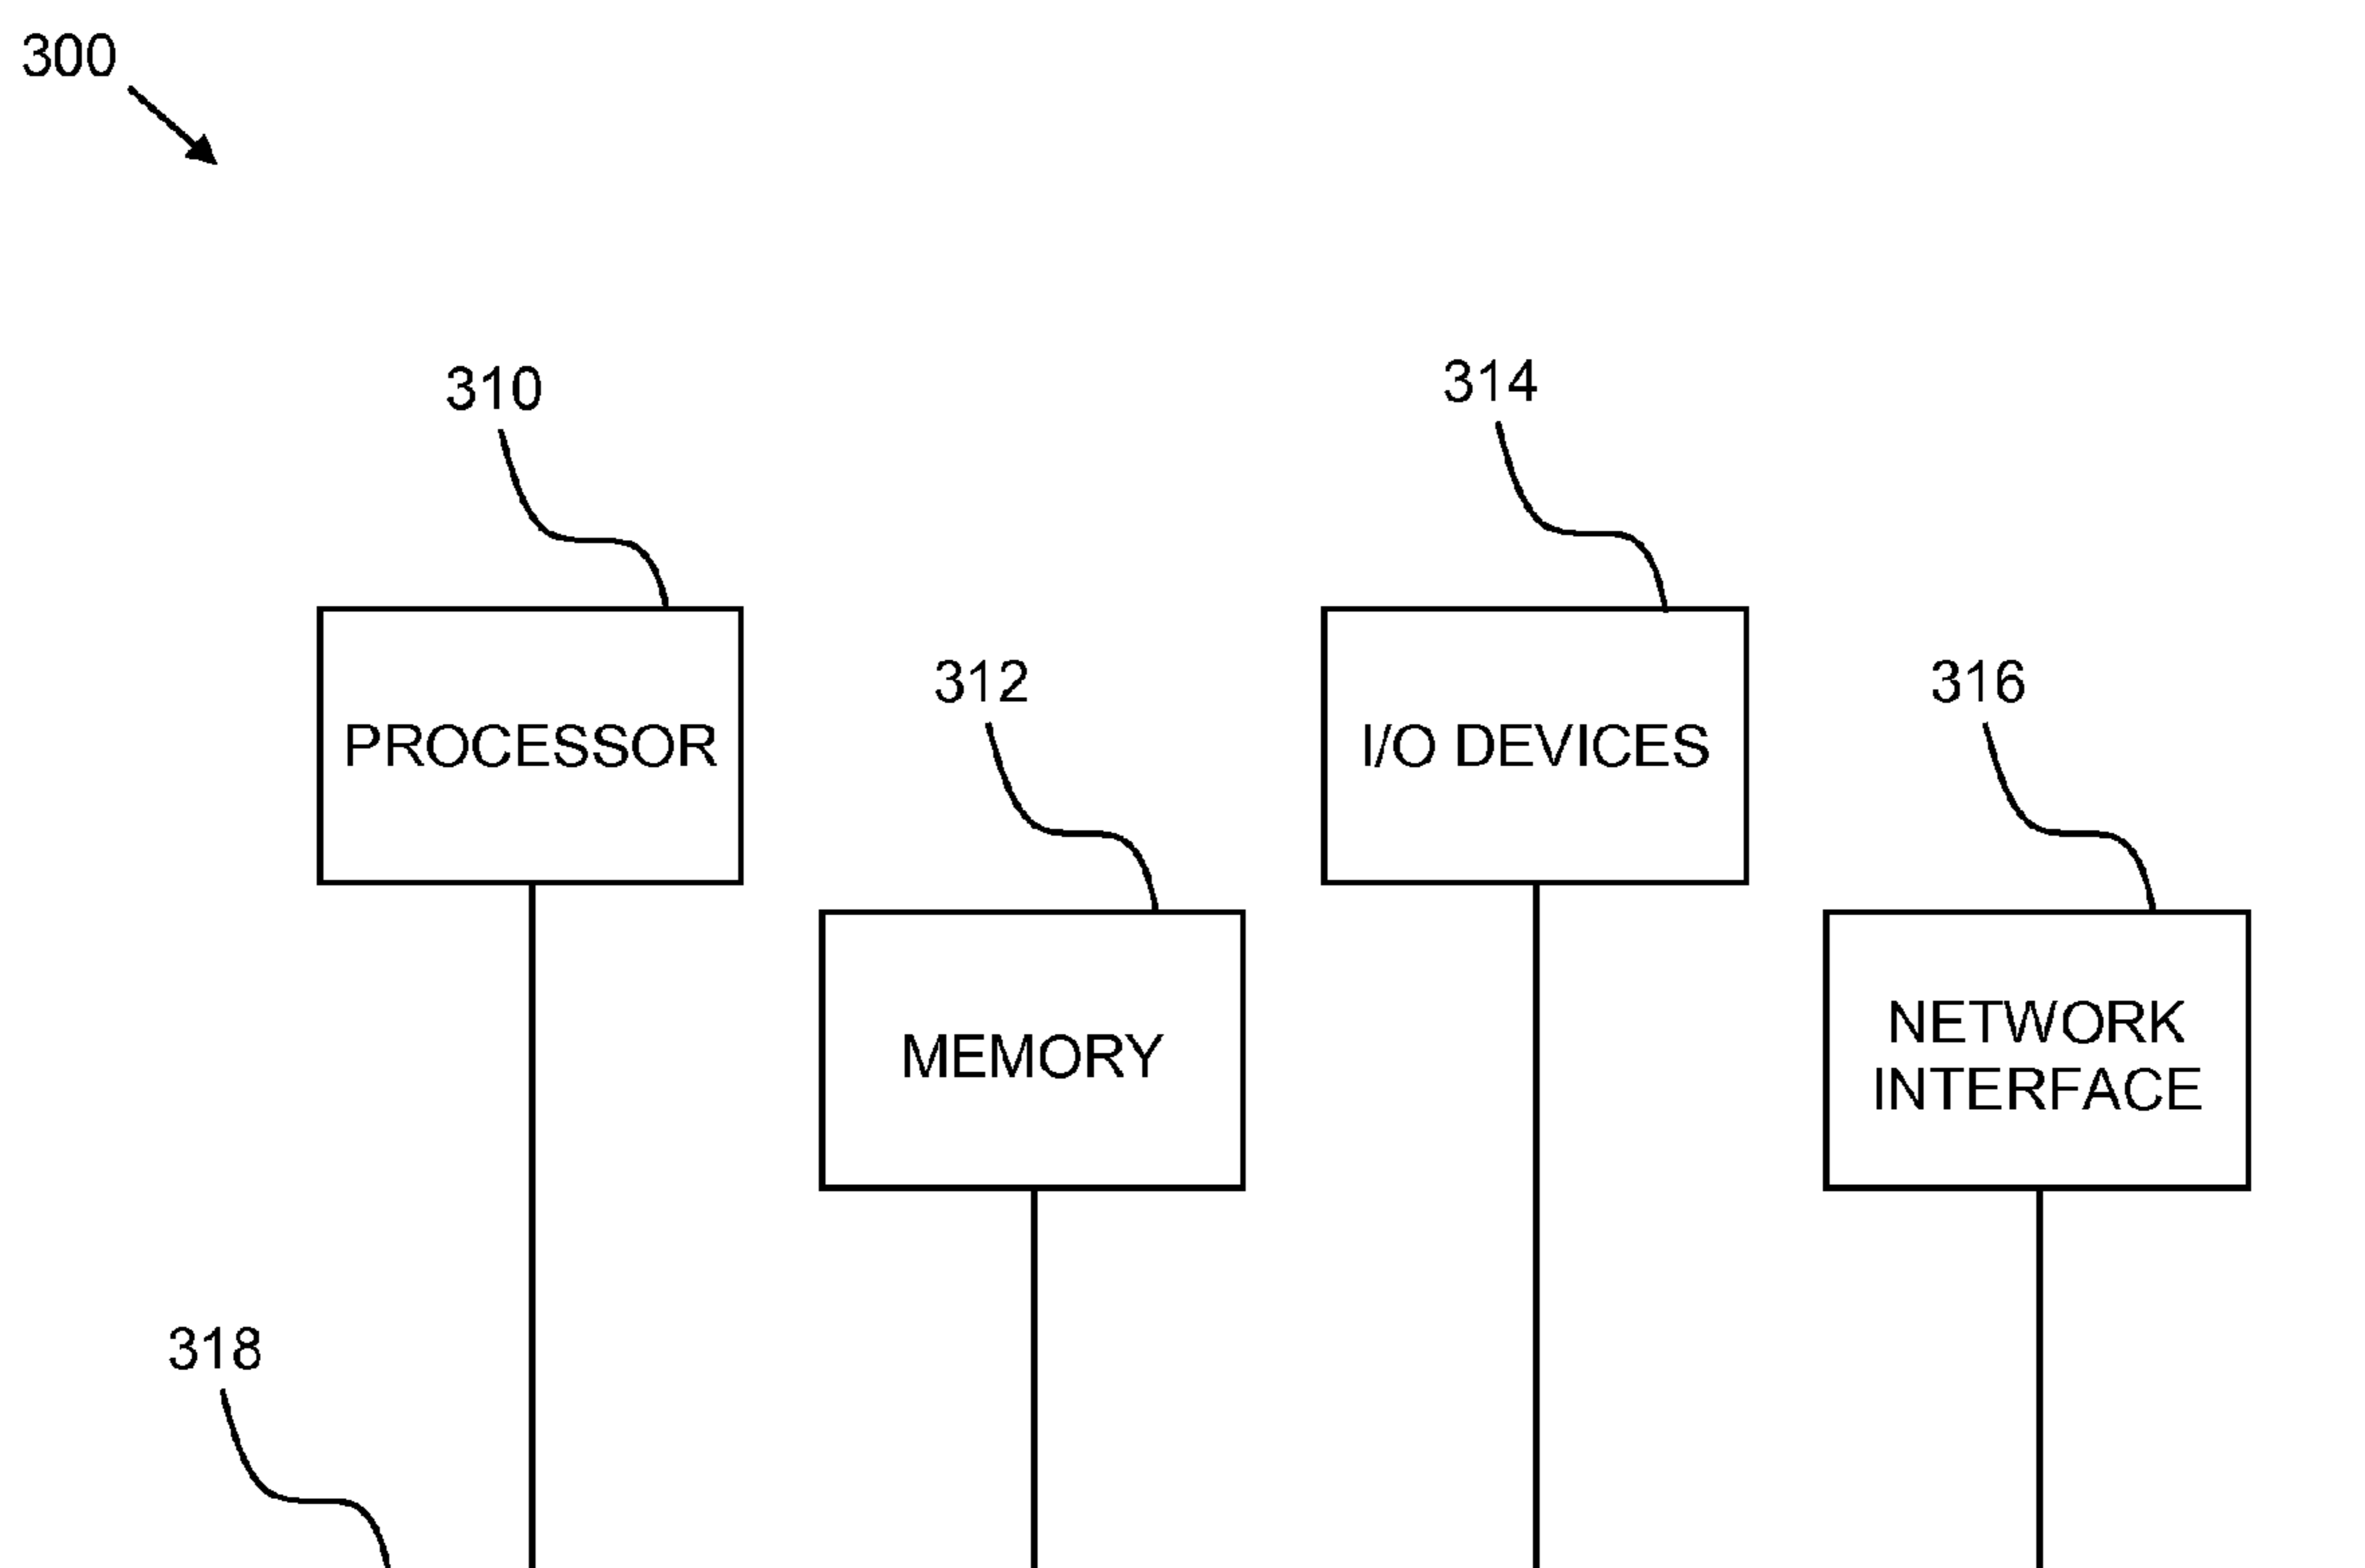 300
310
314
312
316
PROCESSOR
I/O DEVICES
MEMORY
NETWORK
INTERFACE
318